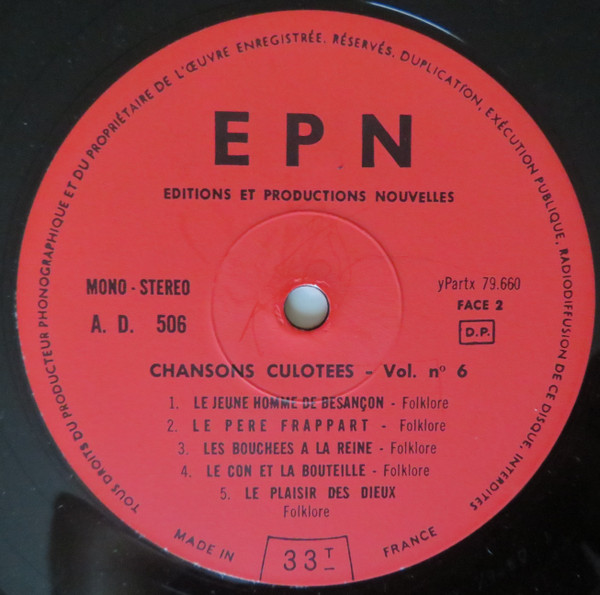 TOUS DROITS DU PRODUCTEUR PHONOGRAPHIQUE ET DU PROPRIÉTAIRE DE L'ŒUVRE ENREGISTRÉE. RÉSERVÉS. DUPLICATION, EXÉCUTION PUBLIQUE, RADIODIFFUSION DE CE DISQUE, INTERDITES
E P N
EDITIONS ET PRODUCTIONS NOUVELLES
MONO - STEREO
yPartx 79.660
FACE 2
A. D. 506
D.P.
CHANSONS CULOTEES - Vol. n° 6
1. LE JEUNE HOMME DE BESANÇON - Folklore
2. LE PERE FRAPPART - Folklore
3. LES BOUCHEES A LA REINE - Folklore
4. LE CON ET LA BOUTEILLE - Folklore
5. LE PLAISIR DES DIEUX
Folklore
MADE IN FRANCE
33 T